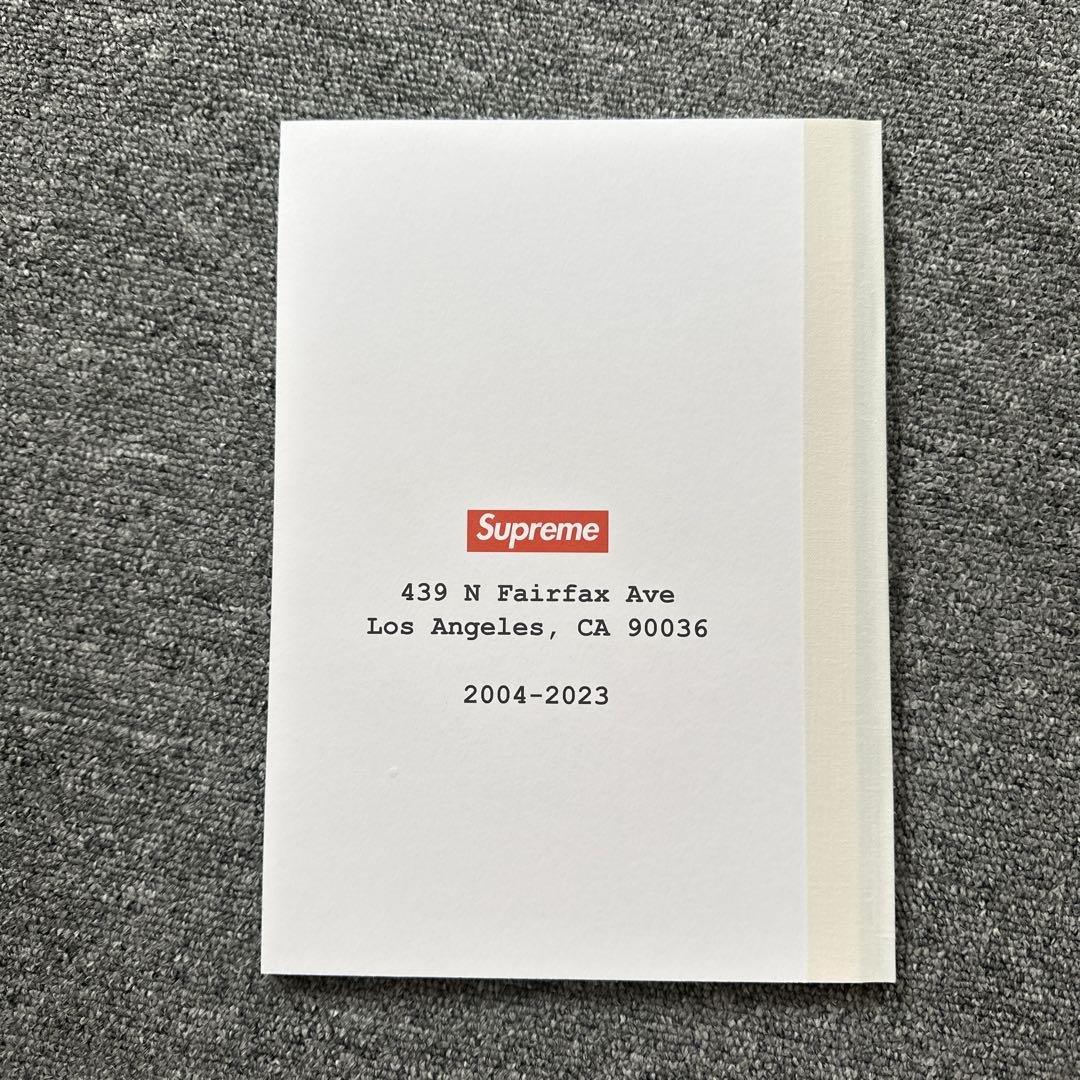 Supreme
439 N Fairfax Ave
Los Angeles, CA 90036
2004-2023